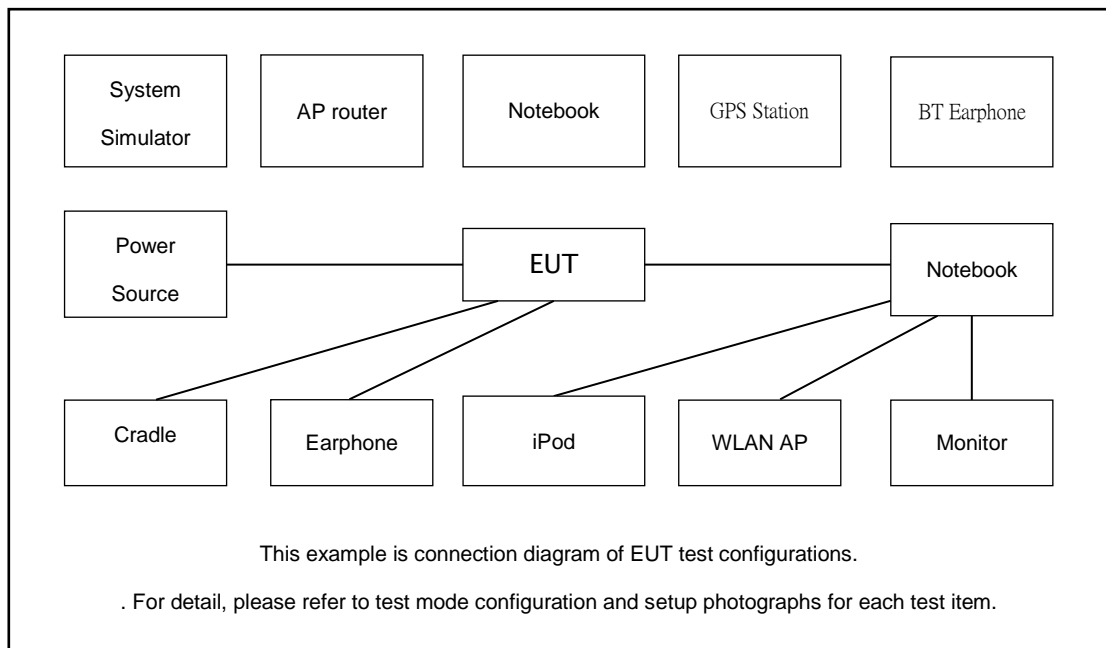 System
Simulator
AP router
Notebook
GPS Station
BT Earphone
Power
Source
EUT
Notebook
Cradle
Earphone
iPod
WLAN AP
Monitor
This example is connection diagram of EUT test configurations.
. For detail, please refer to test mode configuration and setup photographs for each test item.